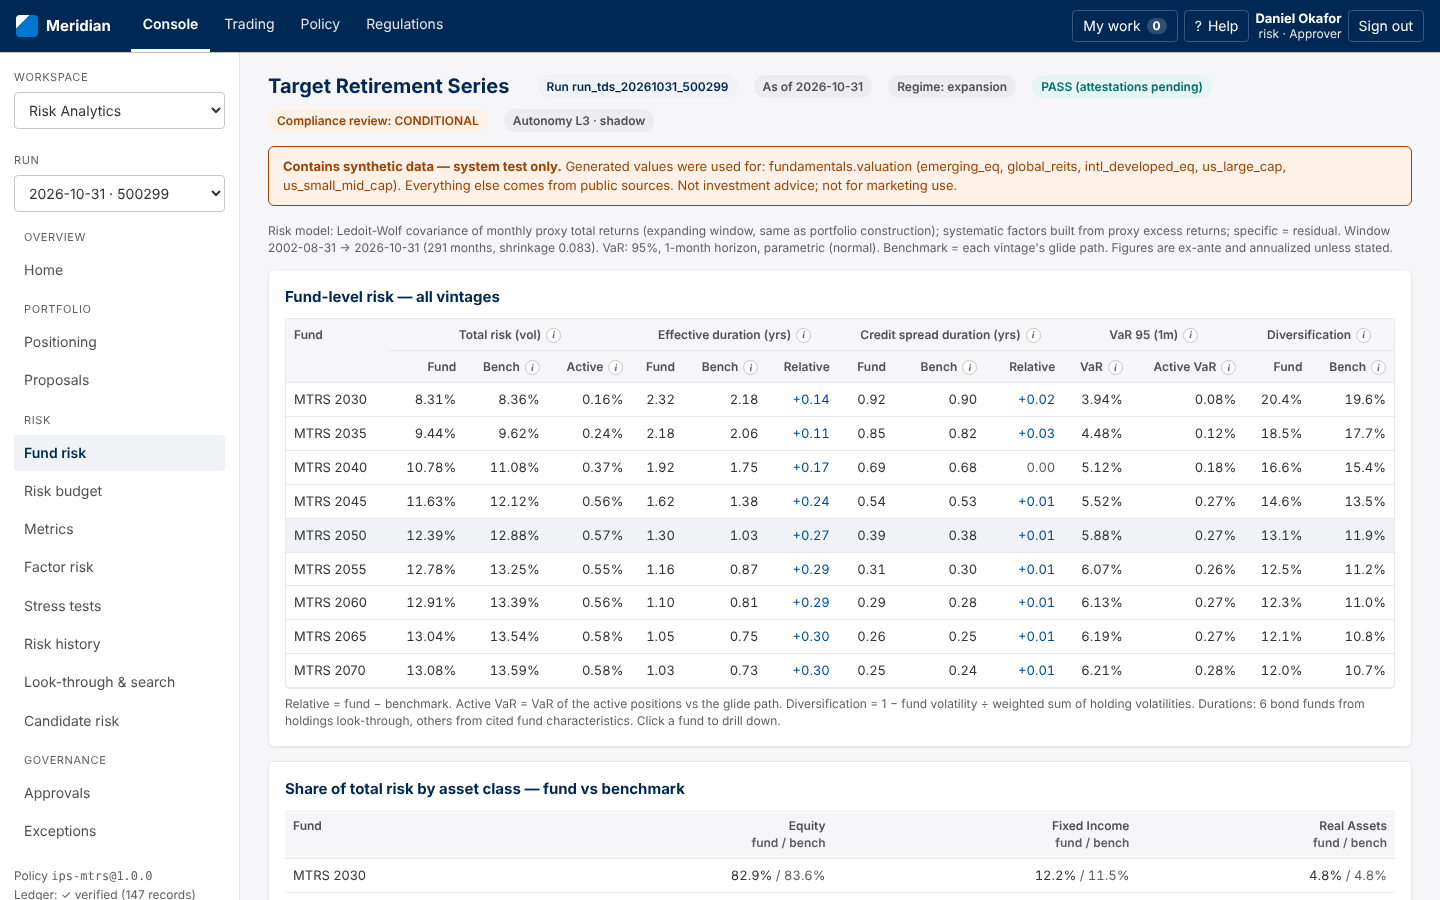 Meridian
Console
Trading
Policy
Regulations
My work 0
? Help
Daniel Okafor
risk · Approver
Sign out
WORKSPACE
Risk Analytics
RUN
2026-10-31 · 500299
OVERVIEW
Home
PORTFOLIO
Positioning
Proposals
RISK
Fund risk
Risk budget
Metrics
Factor risk
Stress tests
Risk history
Look-through & search
Candidate risk
GOVERNANCE
Approvals
Exceptions
Policy ips-mtrs@1.0.0
Ledger: ✓ verified (147 records)
Target Retirement Series
Run run_tds_20261031_500299
As of 2026-10-31
Regime: expansion
PASS (attestations pending)
Compliance review: CONDITIONAL
Autonomy L3 · shadow
Contains synthetic data — system test only. Generated values were used for: fundamentals.valuation (emerging_eq, global_reits, intl_developed_eq, us_large_cap,
us_small_mid_cap). Everything else comes from public sources. Not investment advice; not for marketing use.
Risk model: Ledoit-Wolf covariance of monthly proxy total returns (expanding window, same as portfolio construction); systematic factors built from proxy excess returns; specific = residual. Window
2002-08-31 → 2026-10-31 (291 months, shrinkage 0.083). VaR: 95%, 1-month horizon, parametric (normal). Benchmark = each vintage's glide path. Figures are ex-ante and annualized unless stated.
Fund-level risk — all vintages
Fund Total risk (vol) i Effective duration (yrs) i Credit spread duration (yrs) i VaR 95 (1m) i Diversification i
Fund Bench i Active i Fund Bench i Relative Fund Bench i Relative VaR i Active VaR i Fund Bench i
MTRS 2030 8.31% 8.36% 0.16% 2.32 2.18 +0.14 0.92 0.90 +0.02 3.94% 0.08% 20.4% 19.6%
MTRS 2035 9.44% 9.62% 0.24% 2.18 2.06 +0.11 0.85 0.82 +0.03 4.48% 0.12% 18.5% 17.7%
MTRS 2040 10.78% 11.08% 0.37% 1.92 1.75 +0.17 0.69 0.68 0.00 5.12% 0.18% 16.6% 15.4%
MTRS 2045 11.63% 12.12% 0.56% 1.62 1.38 +0.24 0.54 0.53 +0.01 5.52% 0.27% 14.6% 13.5%
MTRS 2050 12.39% 12.88% 0.57% 1.30 1.03 +0.27 0.39 0.38 +0.01 5.88% 0.27% 13.1% 11.9%
MTRS 2055 12.78% 13.25% 0.55% 1.16 0.87 +0.29 0.31 0.30 +0.01 6.07% 0.26% 12.5% 11.2%
MTRS 2060 12.91% 13.39% 0.56% 1.10 0.81 +0.29 0.29 0.28 +0.01 6.13% 0.27% 12.3% 11.0%
MTRS 2065 13.04% 13.54% 0.58% 1.05 0.75 +0.30 0.26 0.25 +0.01 6.19% 0.27% 12.1% 10.8%
MTRS 2070 13.08% 13.59% 0.58% 1.03 0.73 +0.30 0.25 0.24 +0.01 6.21% 0.28% 12.0% 10.7%
Relative = fund − benchmark. Active VaR = VaR of the active positions vs the glide path. Diversification = 1 − fund volatility ÷ weighted sum of holding volatilities. Durations: 6 bond funds from
holdings look-through, others from cited fund characteristics. Click a fund to drill down.
Share of total risk by asset class — fund vs benchmark
Fund Equity Fixed Income Real Assets
fund / bench fund / bench fund / bench
MTRS 2030 82.9% / 83.6% 12.2% / 11.5% 4.8% / 4.8%